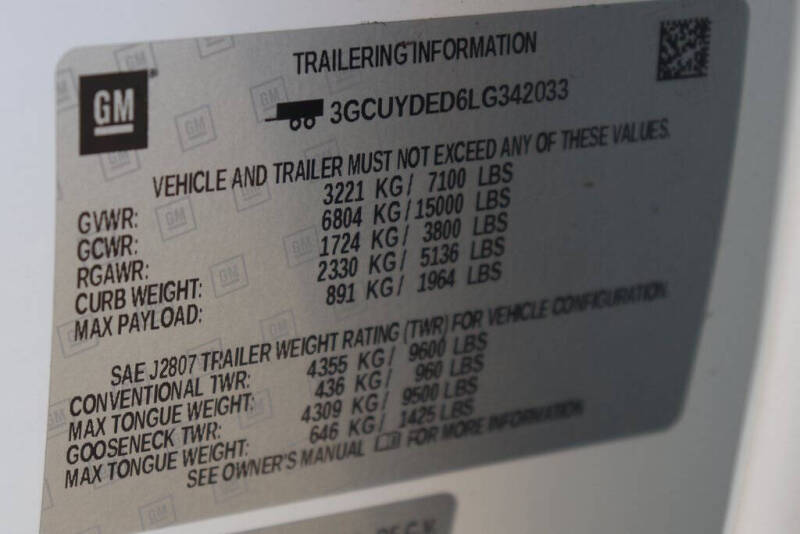 TRAILERING INFORMATION
GM
3GCUYDED6LG342033
VEHICLE AND TRAILER MUST NOT EXCEED ANY OF THESE VALUES.
GVWR: 3221 KG/ 7100 LBS
GCWR: 6804 KG/ 15000 LBS
RGAWR: 1724 KG/ 3800 LBS
CURB WEIGHT: 2330 KG/ 5136 LBS
MAX PAYLOAD: 891 KG/ 1964 LBS
SAE J2807 TRAILER WEIGHT RATING (TWR) FOR VEHICLE CONFIGURATION
CONVENTIONAL TWR: 4355 KG/ 9600 LBS
MAX TONGUE WEIGHT: 436 KG/ 960 LBS
GOOSENECK TWR: 4309 KG/ 9500 LBS
MAX TONGUE WEIGHT: 646 KG/ 1425 LBS
SEE OWNER'S MANUAL FOR MORE INFORMATION